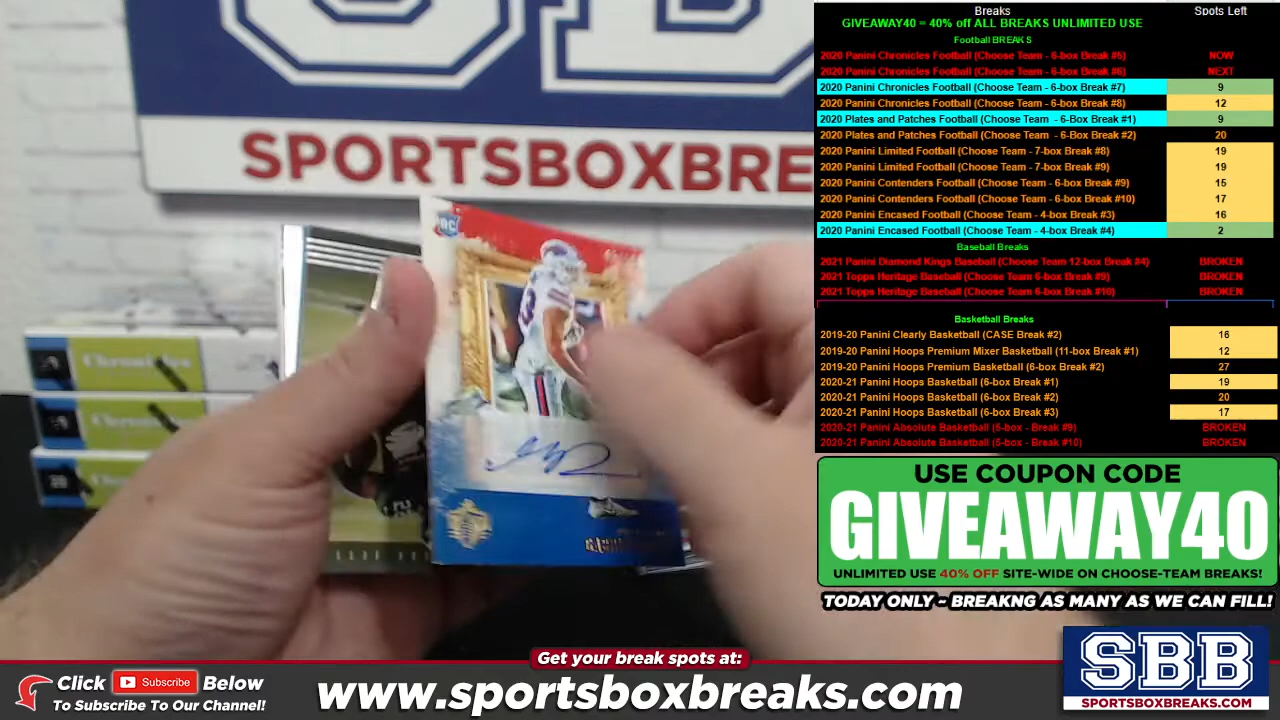 SPORTSBOXBRE
RC
Breaks Spots Left
GIVEAWAY40 = 40% off ALL BREAKS UNLIMITED USE
Football BREAKS
2020 Panini Chronicles Football (Choose Team - 6-box Break #5) NOW
2020 Panini Chronicles Football (Choose Team - 6-box Break #6) NEXT
2020 Panini Chronicles Football (Choose Team - 6-box Break #7) 9
2020 Panini Chronicles Football (Choose Team - 6-box Break #8) 12
2020 Plates and Patches Football (Choose Team - 6-Box Break #1) 9
2020 Plates and Patches Football (Choose Team - 6-Box Break #2) 20
2020 Panini Limited Football (Choose Team - 7-box Break #8) 19
2020 Panini Limited Football (Choose Team - 7-box Break #9) 19
2020 Panini Contenders Football (Choose Team - 6-box Break #9) 15
2020 Panini Contenders Football (Choose Team - 6-box Break #10) 17
2020 Panini Encased Football (Choose Team - 4-box Break #3) 16
2020 Panini Encased Football (Choose Team - 4-box Break #4) 2
Baseball Breaks
2021 Panini Diamond Kings Baseball (Choose Team 12-box Break #4) BROKEN
2021 Topps Heritage Baseball (Choose Team 6-box Break #9) BROKEN
2021 Topps Heritage Baseball (Choose Team 6-box Break #10) BROKEN
Basketball Breaks
2019-20 Panini Clearly Basketball (CASE Break #2) 16
2019-20 Panini Hoops Premium Mixer Basketball (11-box Break #1) 12
2019-20 Panini Hoops Premium Basketball (6-box Break #2) 27
2020-21 Panini Hoops Basketball (6-box Break #1) 19
2020-21 Panini Hoops Basketball (6-box Break #2) 20
2020-21 Panini Hoops Basketball (6-box Break #3) 17
2020-21 Panini Absolute Basketball (5-box - Break #9) BROKEN
2020-21 Panini Absolute Basketball (5-box - Break #10) BROKEN
USE COUPON CODE
GIVEAWAY40
UNLIMITED USE 40% OFF SITE-WIDE ON CHOOSE-TEAM BREAKS!
TODAY ONLY ~ BREAKNG AS MANY AS WE CAN FILL!
Get your break spots at:
Click Subscribe Below
To Subscribe To Our Channel!
www.sportsboxbreaks.com
SBB
SPORTSBOXBREAKS.COM